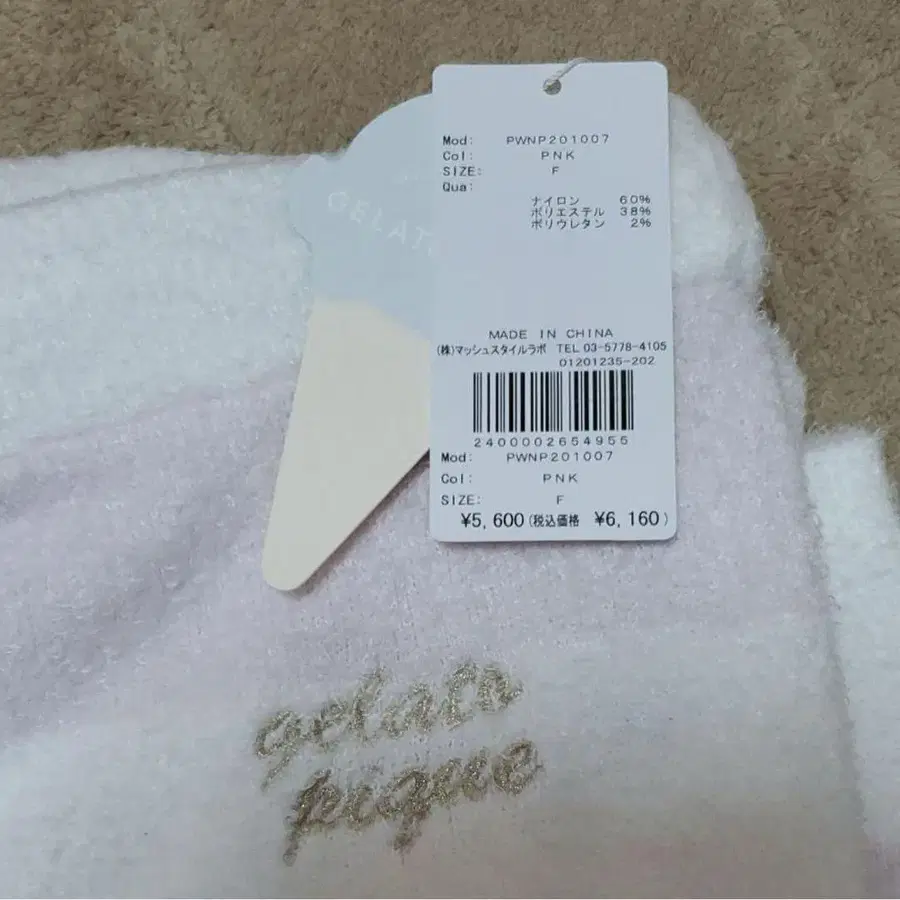 Mod: PWNP201007
Col: PNK
SIZE: F
Qua:
ナイロン 60%
ポリエステル 38%
ポリウレタン 2%
MADE IN CHINA
(株)マッシュスタイルラボ TEL 03-5778-4105
D1201235-202
2400002654955
Mod: PWNP201007
Col: PNK
SIZE: F
¥5,600(税込価格 ¥6,160)
gelato
pique